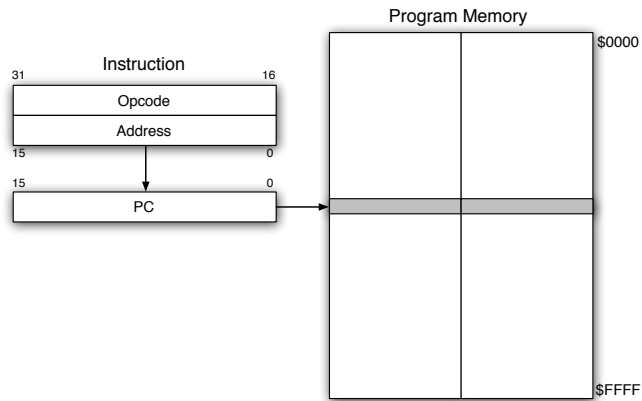 Program Memory
$0000
Instruction
31 16
Opcode
Address
15 0
15 0
PC
$FFFF